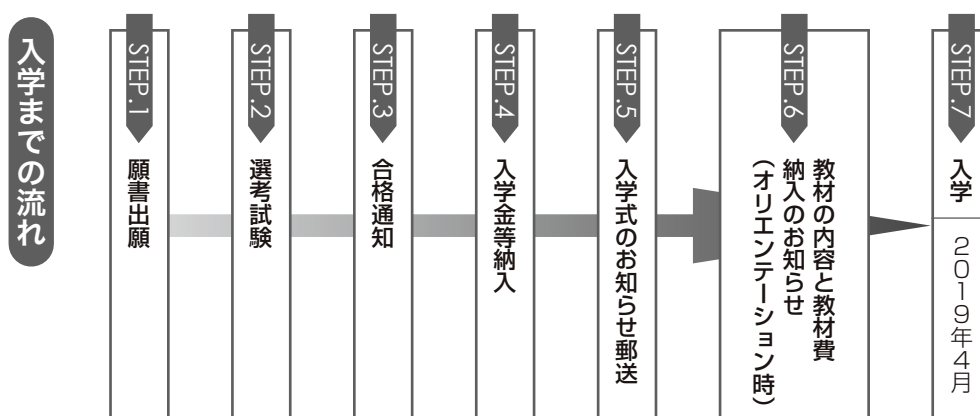 入学までの流れ
STEP.1
願書出願
STEP.2
選考試験
STEP.3
合格通知
STEP.4
入学金等納入
STEP.5
入学式のお知らせ郵送
STEP.6
教材の内容と教材費
納入のお知らせ
(オリエンテーション時)
STEP.7
入学
2019年4月